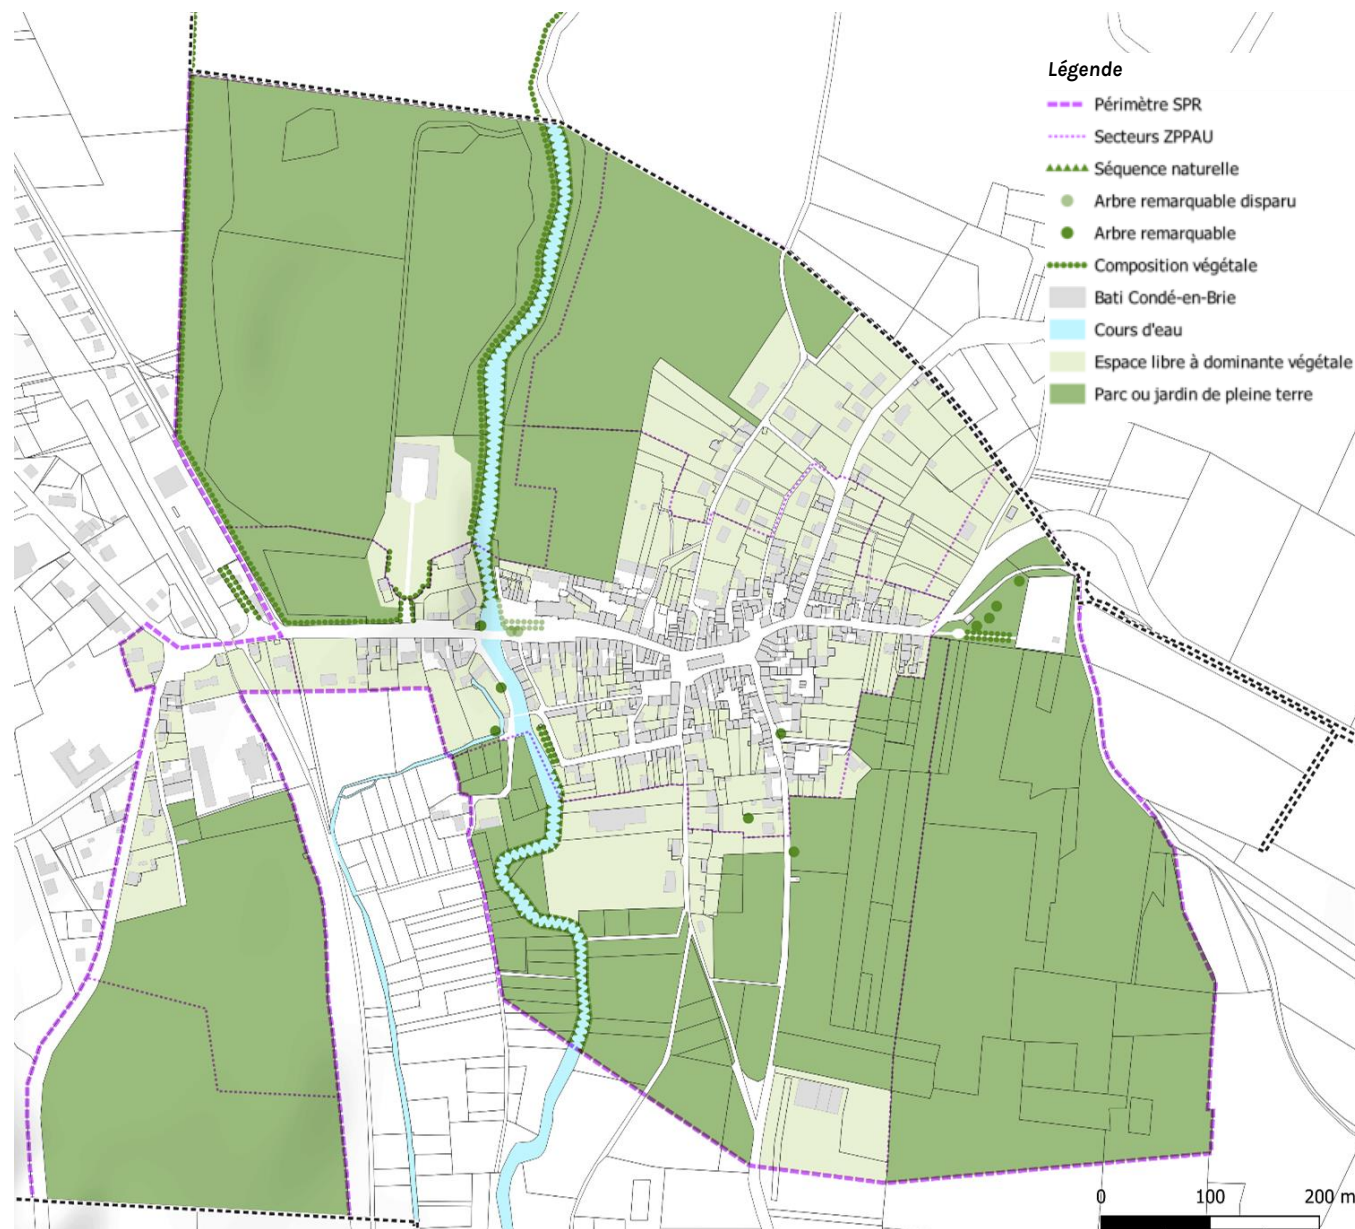 Légende
Périmètre SPR
Secteurs ZPPAU
Séquence naturelle
Arbre remarquable disparu
Arbre remarquable
Composition végétale
Bati Condé-en-Brie
Cours d'eau
Espace libre à dominante végétale
Parc ou jardin de pleine terre
0 100 200 m